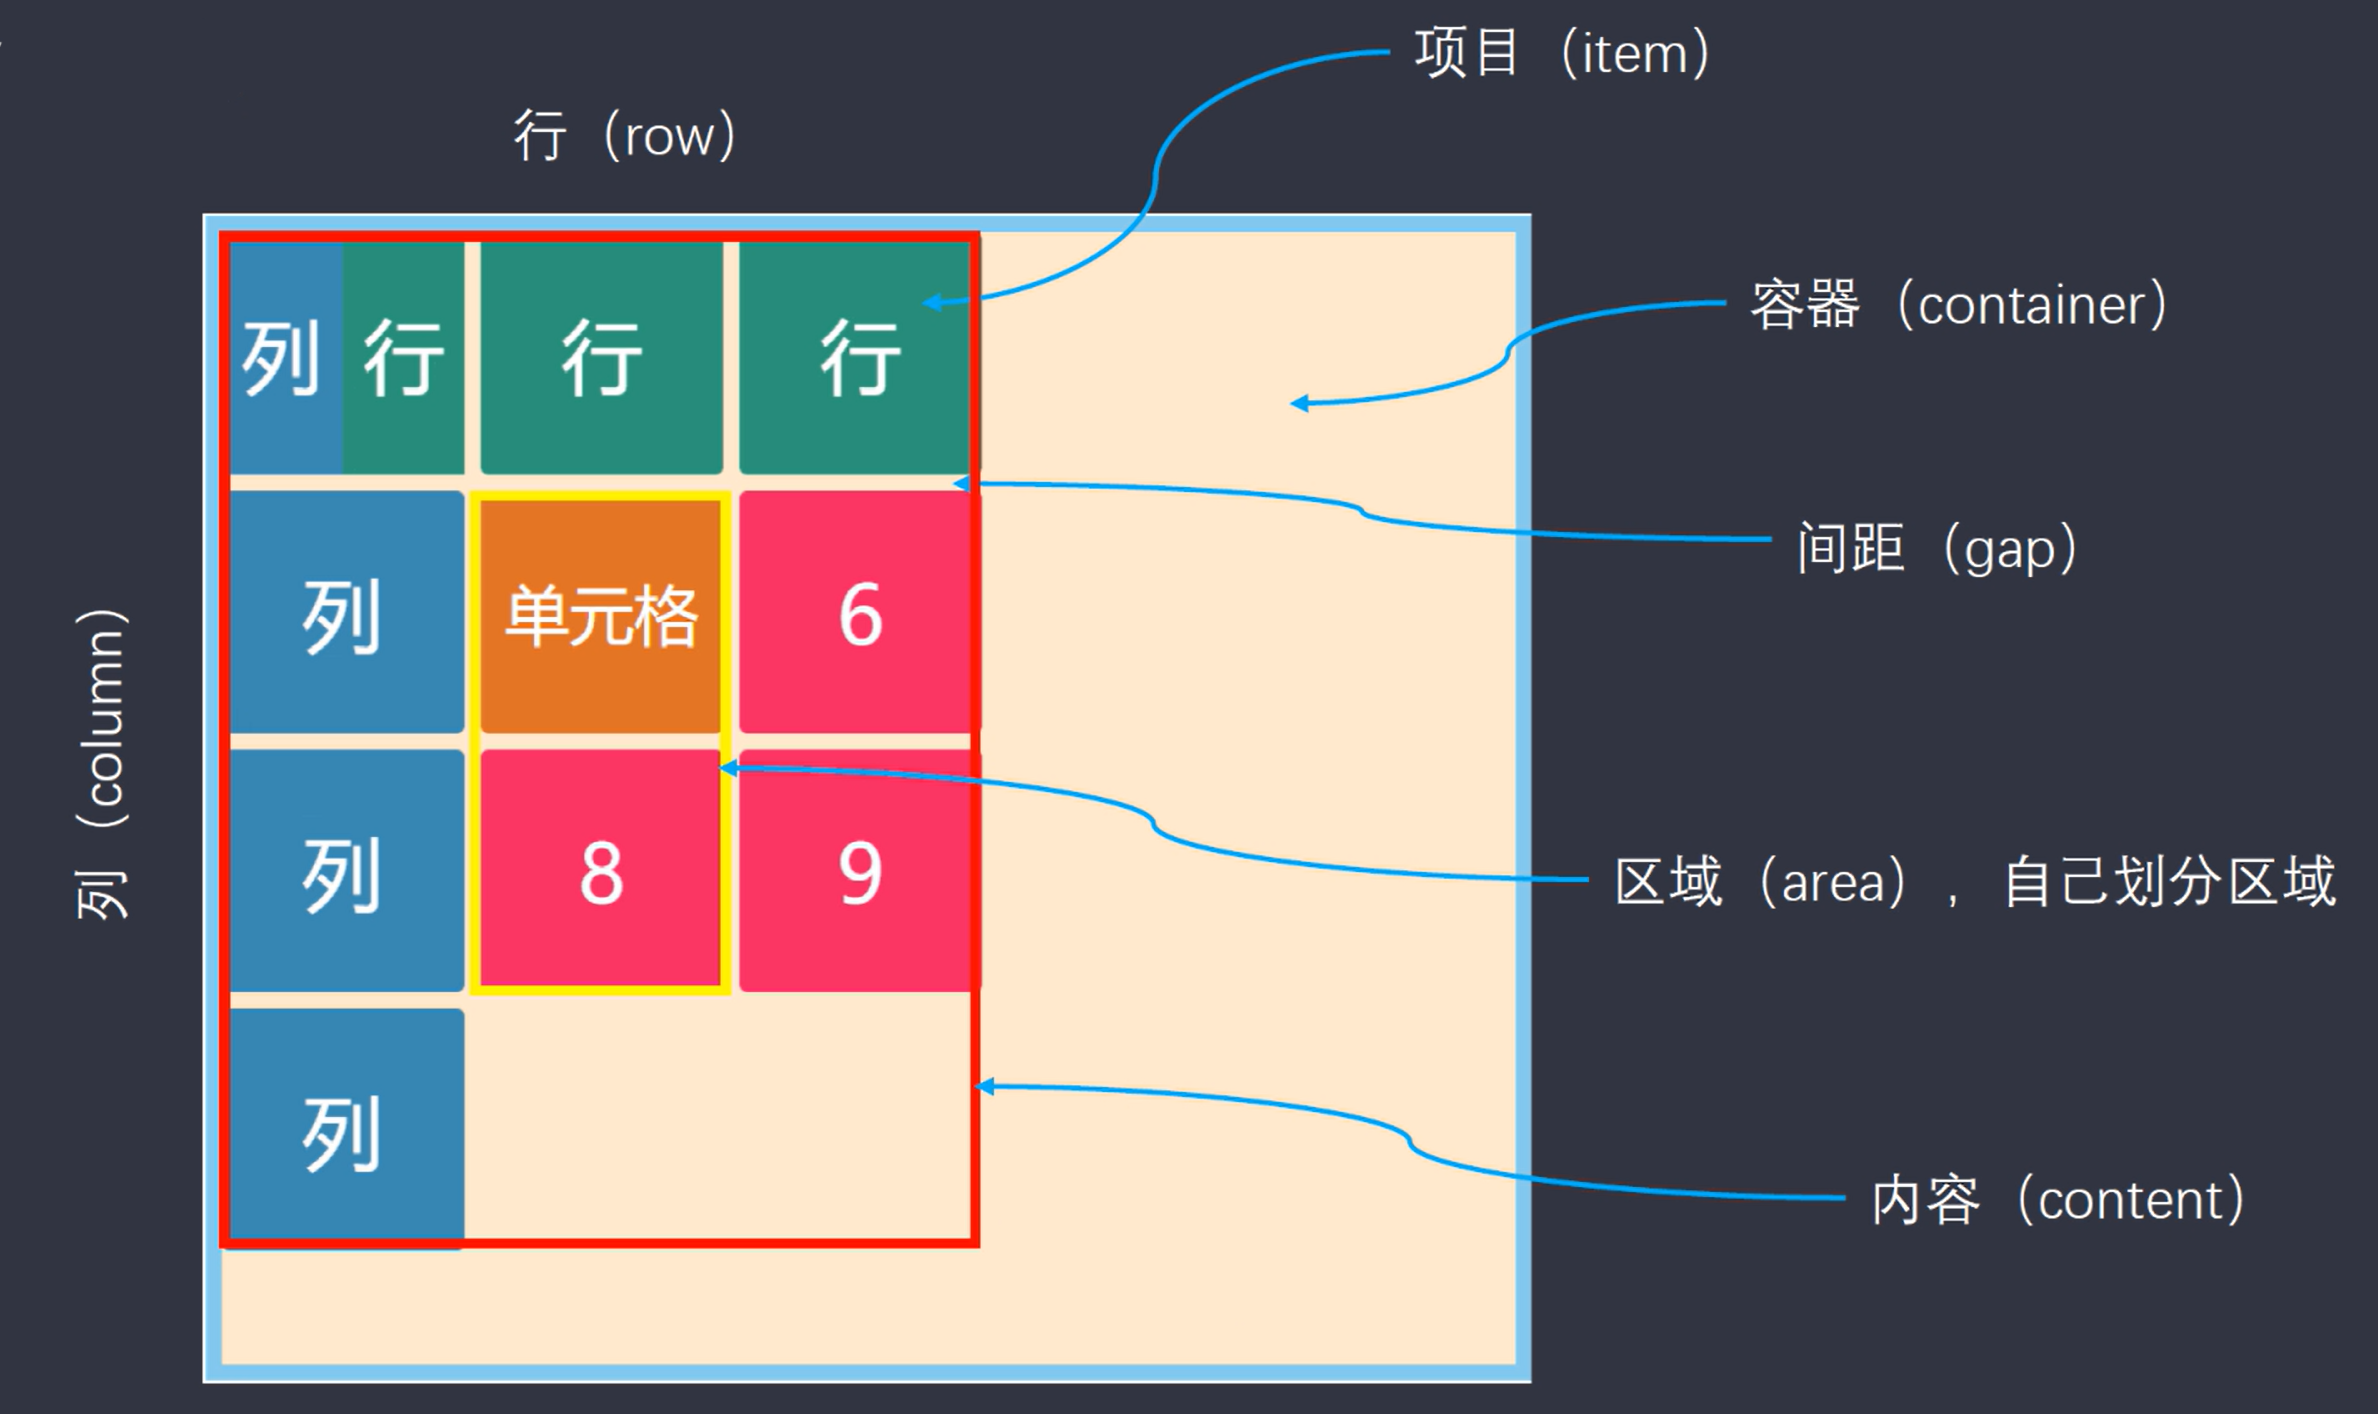 项目（item）
行（row）
容器（container）
列 行 行 行
间距（gap）
列 单元格 6
列（column）
列 8 9
区域（area）， 自己划分区域
列
内容（content）